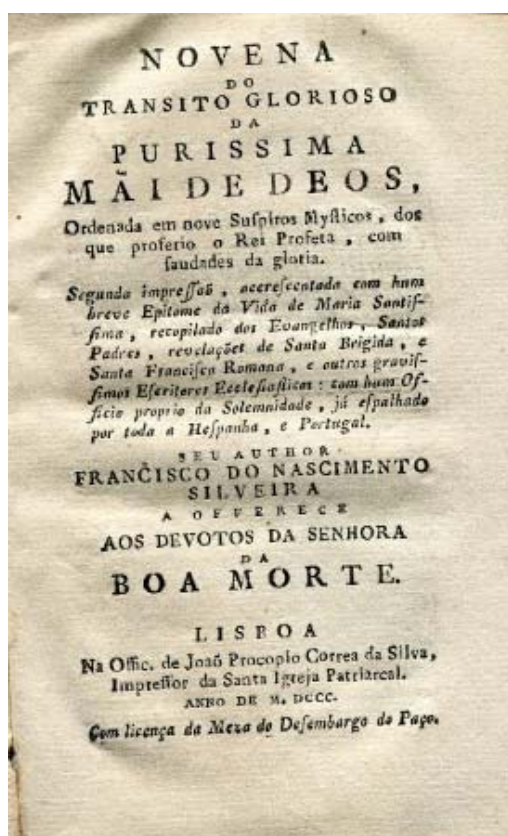 NOVENA
DO
TRANSITO GLORIOSO
DA
PURISSIMA
MÃI DE DEOS,
Ordenada em nove Suſpiros Myſticos, dos
que proferio o Rei Profeta, com
ſaudades da gloria.
Segunda impreſſaõ, accreſcentada com hum
breve Epitome da Vida de Maria Santiſ-
ſima, recopilado dos Evangelhos, Santos
Padres, revelações de Santa Brigida, e
Santa Franciſca Romana, e outros graviſ-
ſimos Eſcritores Eccleſiaſticos: com hum Of-
ficio proprio da Solemnidade, já eſpalhado
por toda a Heſpanha, e Portugal.
SEU AUTHOR
FRANCISCO DO NASCIMENTO
SILVEIRA
A OFFERECE
AOS DEVOTOS DA SENHORA
DA
BOA MORTE.
LISBOA
Na Offic. de Joaõ Procopio Correa da Silva,
Impreſſor da Santa Igreja Patriarcal.
ANNO DE M. DCCC.
Com licença da Meza do Deſembargo do Paço.